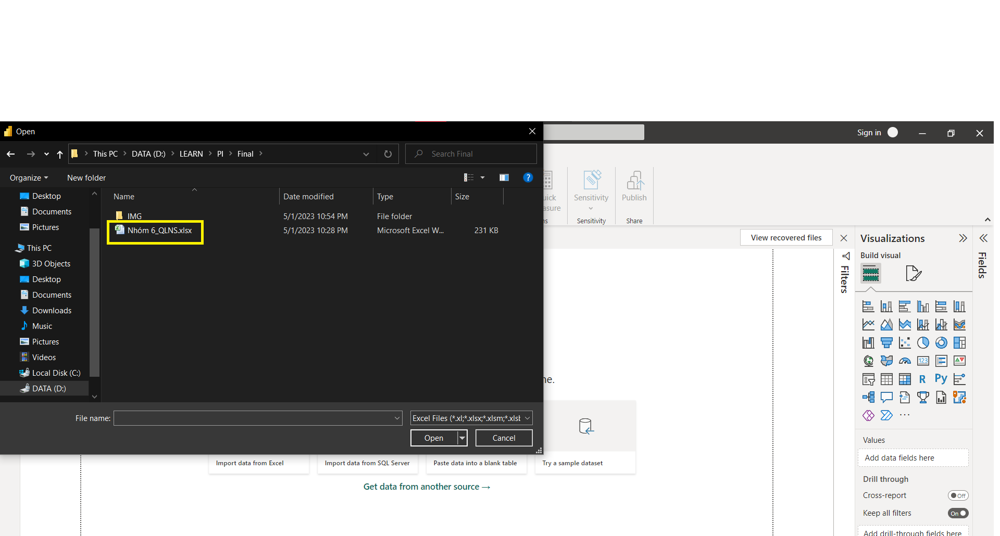 Open
Sign in
This PC > DATA (D:) > LEARN > PI > Final >
Search Final
Organize
New folder
?
Name
Date modified
Type
Size
IMG
5/1/2023 10:54 PM
File folder
Nhóm 6_QLNS.xlsx
5/1/2023 10:28 PM
Microsoft Excel W...
231 KB
Desktop
Documents
Pictures
This PC
3D Objects
Desktop
Documents
Downloads
Music
Pictures
Videos
Local Disk (C:)
DATA (D:)
File name:
Excel Files (*.xl;*.xlsx;*.xlsm;*.xlsb
Open
Cancel
uick
asure
ns
Sensitivity
Sensitivity
Publish
Share
View recovered files
ne.
Import data from Excel
Import data from SQL Server
Paste data into a blank table
Try a sample dataset
Get data from another source →
Filters
Visualizations
Build visual
123
R
Py
...
Values
Add data fields here
Drill through
Cross-report
Off
Keep all filters
On
Add drill-through fields here
Fields